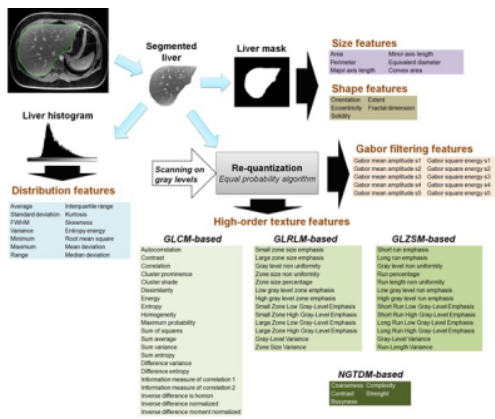 Segmented liver
Liver mask
Size features
Area Minor axis length
Perimeter Equivalent diameter
Major axis length Convex area
Shape features
Orientation Extent
Eccentricity Fractal dimension
Solidity
Liver histogram
Scanning on gray levels
Re-quantization
Equal probability algorithm
Gabor filtering features
Gabor mean amplitude s1 Gabor square energy s1
Gabor mean amplitude s2 Gabor square energy s2
Gabor mean amplitude s3 Gabor square energy s3
Gabor mean amplitude s4 Gabor square energy s4
Gabor mean amplitude s5 Gabor square energy s5
Distribution features
Average Interquartile range
Standard deviation Kurtosis
FWHM Skewness
Variance Entropy energy
Minimum Root mean square
Maximum Mean deviation
Range Median deviation
High-order texture features
GLCM-based
Autocorrelation
Contrast
Correlation
Cluster prominence
Cluster shade
Dissimilarity
Energy
Entropy
Homogeneity
Maximum probability
Sum of squares
Sum average
Sum variance
Sum entropy
Difference variance
Difference entropy
Information measure of correlation 1
Information measure of correlation 2
Inverse difference is homom
Inverse difference normalized
Inverse difference moment normalized
GLRLM-based
Small zone size emphasis
Large zone size emphasis
Gray level non uniformity
Zone size non uniformity
Zone size percentage
Low gray level zone emphasis
High gray level zone emphasis
Small Zone Low Gray-Level Emphasis
Small Zone High Gray-Level Emphasis
Large Zone Low Gray-Level Emphasis
Large Zone High Gray-Level Emphasis
Gray-Level Variance
Zone Size Variance
GLZSM-based
Short run emphasis
Long run emphasis
Gray level non uniformity
Run percentage
Run length non uniformity
Low gray level run emphasis
High gray level run emphasis
Short Run Low Gray-Level Emphasis
Short Run High Gray-Level Emphasis
Long Run Low Gray-Level Emphasis
Long Run High Gray-Level Emphasis
Gray-Level Variance
Run-Length Variance
NGTDM-based
Coarseness Complexity
Contrast Strenght
Busyness